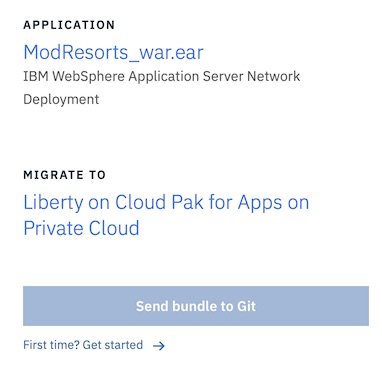 APPLICATION
ModResorts_war.ear
IBM WebSphere Application Server Network
Deployment
MIGRATE TO
Liberty on Cloud Pak for Apps on
Private Cloud
Send bundle to Git
First time? Get started →